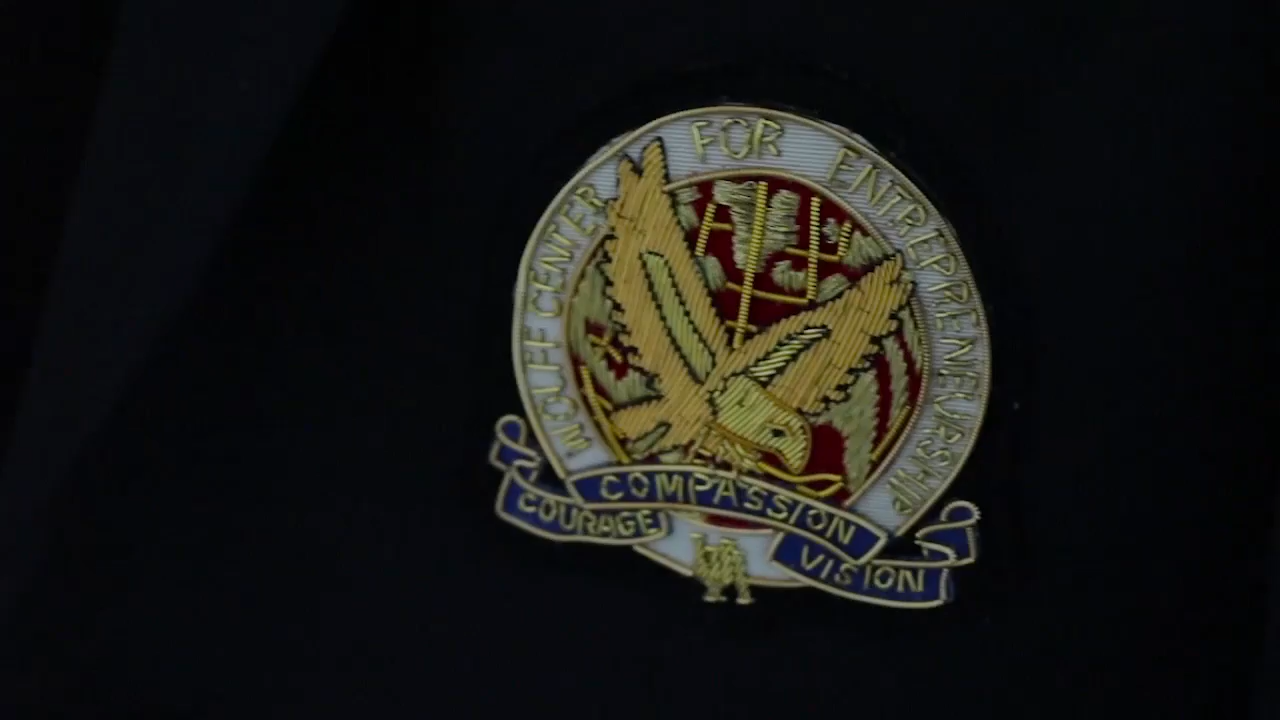 WOLFF CENTER FOR ENTREPRENEURSHIP
COURAGE
COMPASSION
VISION